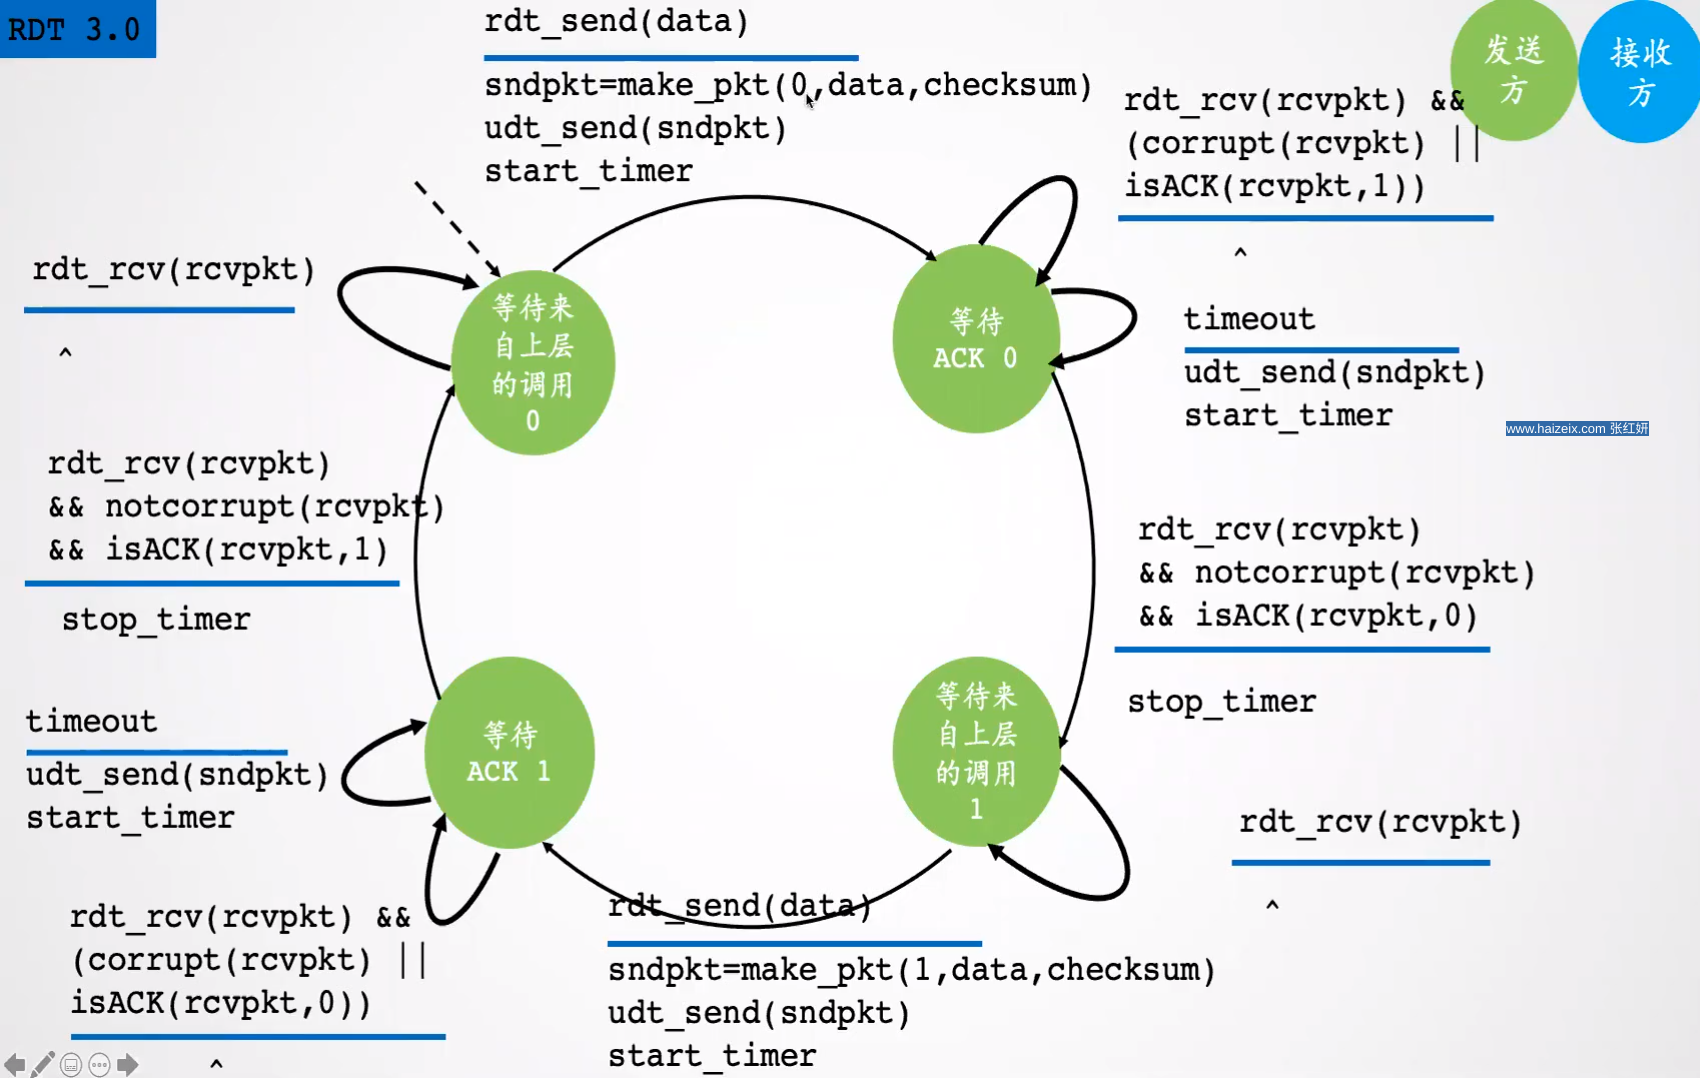 RDT 3.0
rdt_send(data)
sndpkt=make_pkt(0,data,checksum)
udt_send(sndpkt)
start_timer
发送
方
接收
方
rdt_rcv(rcvpkt) &&
(corrupt(rcvpkt) ||
isACK(rcvpkt,1))
^
rdt_rcv(rcvpkt)
^
等待来
自上层
的调用
0
等待
ACK 0
timeout
udt_send(sndpkt)
start_timer
www.haizeix.com 张红妍
rdt_rcv(rcvpkt)
&& notcorrupt(rcvpkt)
&& isACK(rcvpkt,1)
stop_timer
rdt_rcv(rcvpkt)
&& notcorrupt(rcvpkt)
&& isACK(rcvpkt,0)
stop_timer
timeout
udt_send(sndpkt)
start_timer
等待
ACK 1
等待来
自上层
的调用
1
rdt_rcv(rcvpkt)
^
rdt_rcv(rcvpkt) &&
(corrupt(rcvpkt) ||
isACK(rcvpkt,0))
^
rdt_send(data)
sndpkt=make_pkt(1,data,checksum)
udt_send(sndpkt)
start_timer